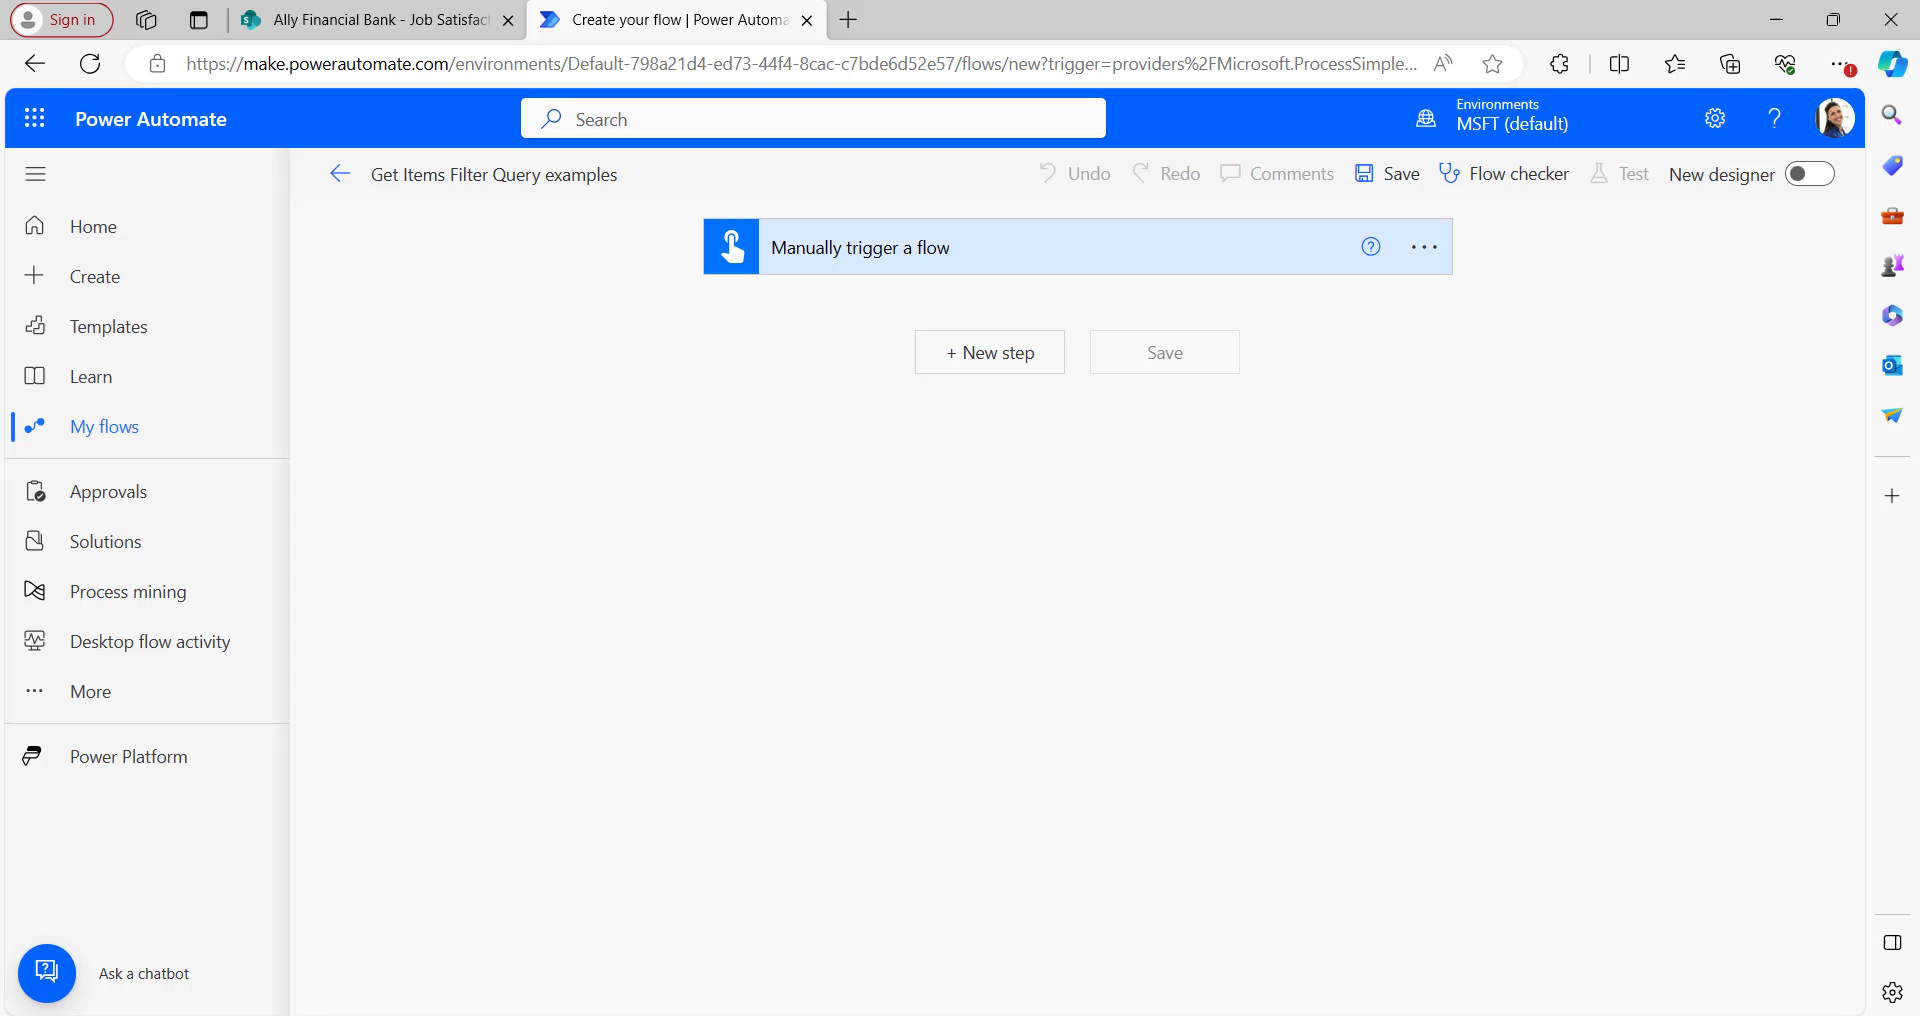 Sign in
Ally Financial Bank - Job Satisfact
Create your flow | Power Automa
https://make.powerautomate.com/environments/Default-798a21d4-ed73-44f4-8cac-c7bde6d52e57/flows/new?trigger=providers%2FMicrosoft.ProcessSimple...
Power Automate
Search
Environments
MSFT (default)
Get Items Filter Query examples
Undo
Redo
Comments
Save
Flow checker
Test
New designer
Home
Create
Templates
Learn
My flows
Approvals
Solutions
Process mining
Desktop flow activity
More
Power Platform
Ask a chatbot
Manually trigger a flow
+ New step
Save